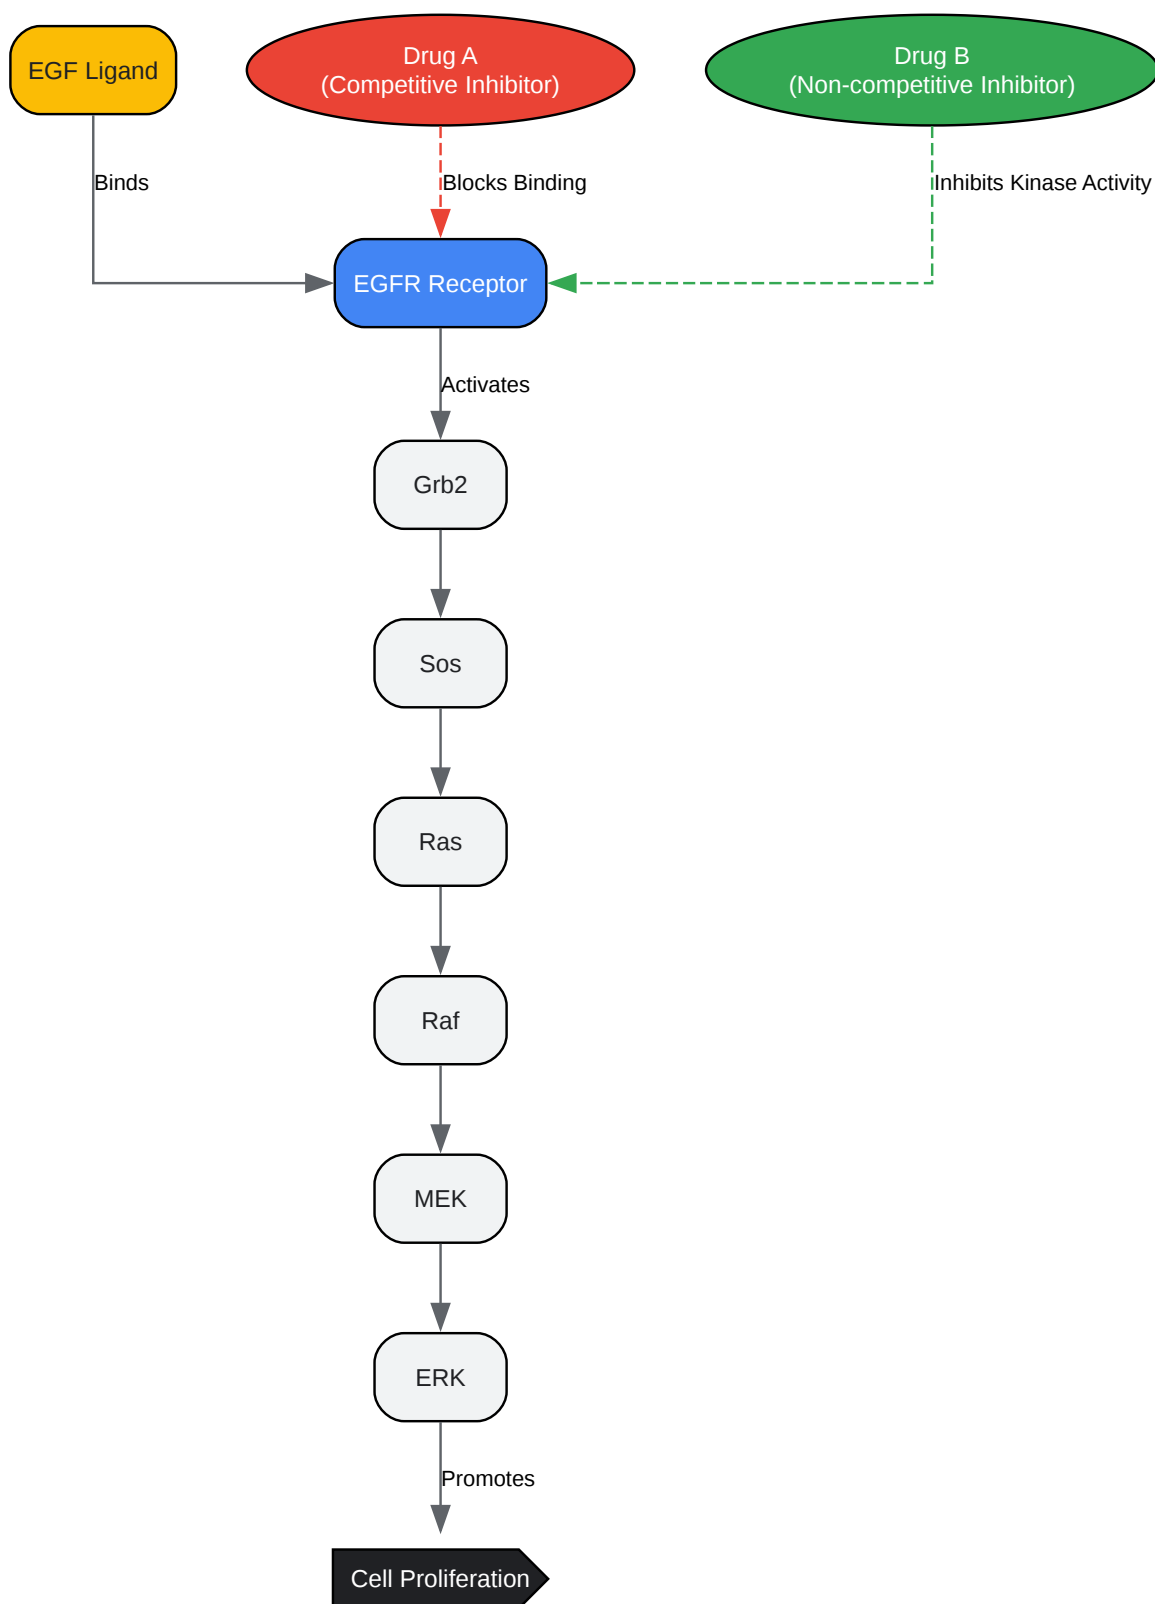 EGF Ligand
Drug A
(Competitive Inhibitor)
Drug B
(Non-competitive Inhibitor)
Binds
Blocks Binding
Inhibits Kinase Activity
EGFR Receptor
Activates
Grb2
Sos
Ras
Raf
MEK
ERK
Promotes
Cell Proliferation